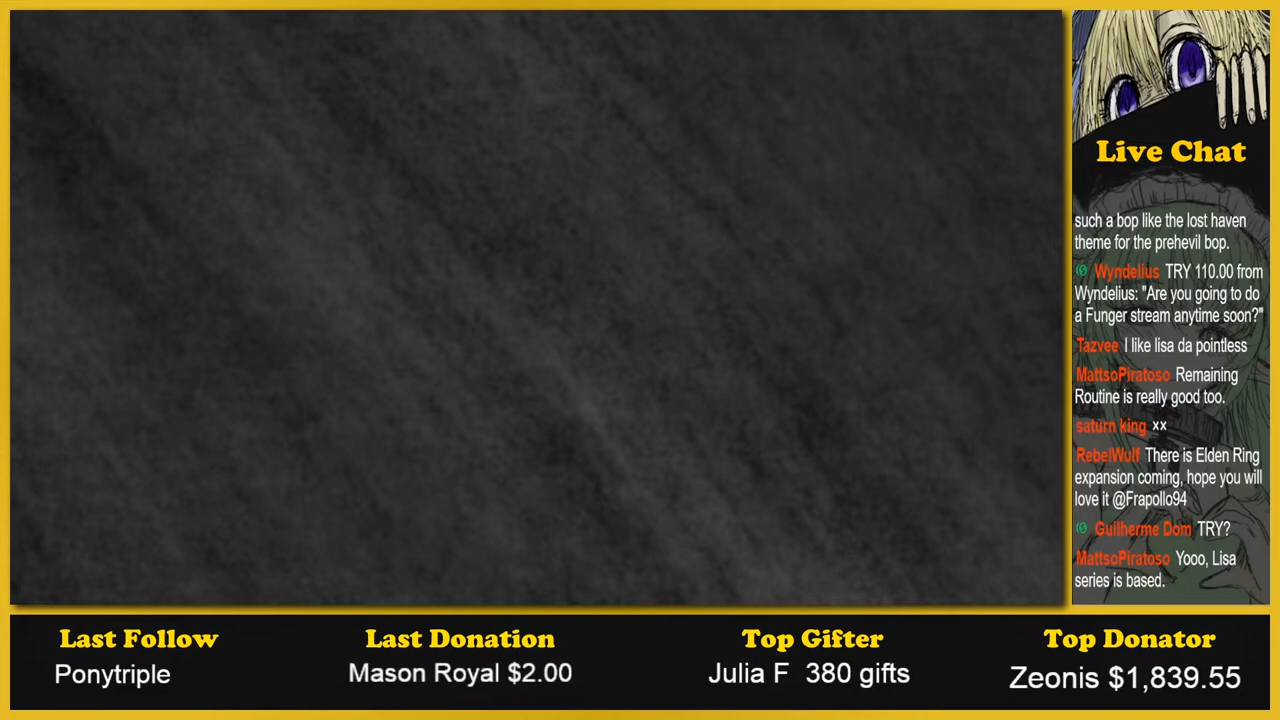 Live Chat
such a bop like the lost haven
theme for the prehevil bop.
Wyndelius TRY 110.00 from
Wyndelius: "Are you going to do
a Funger stream anytime soon?"
Tazvee I like lisa da pointless
MattsoPiratoso Remaining
Routine is really good too.
saturn king ××
RebelWulf There is Elden Ring
expansion coming, hope you will
love it @Frapollo94
Guilherme Dom TRY?
MattsoPiratoso Yooo, Lisa
series is based.
Last Follow
Ponytriple
Last Donation
Mason Royal $2.00
Top Gifter
Julia F 380 gifts
Top Donator
Zeonis $1,839.55